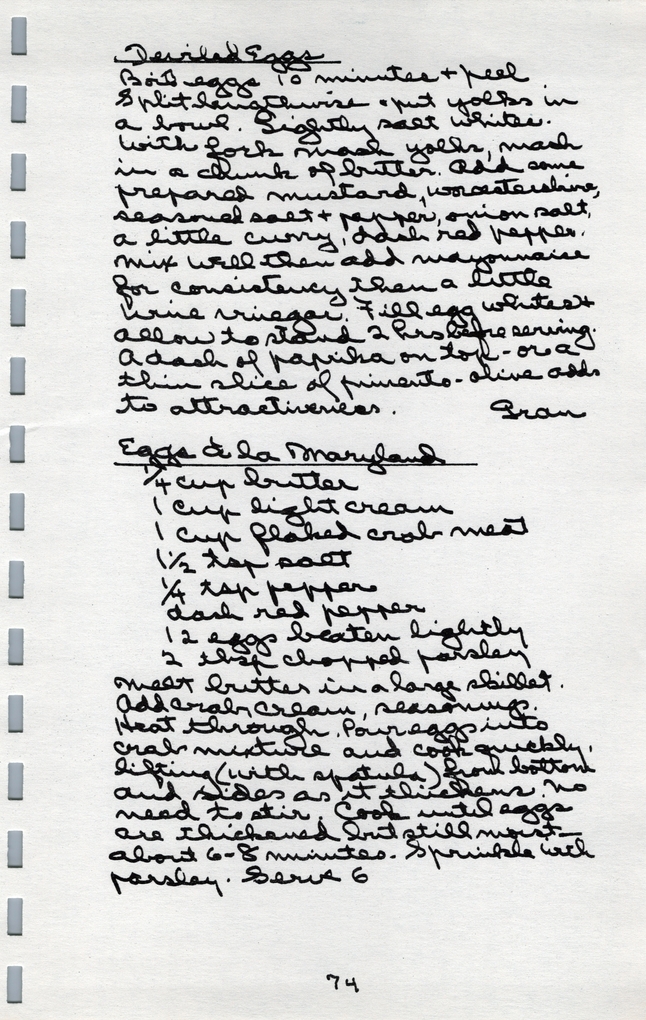 Deviled Eggs
Boil eggs 10 minutes + peel
Split lengthwise + put yolks in
a bowl. Lightly salt whites.
With fork mash yolks, mash
in a chunk of butter. Add some
prepared mustard, worcestershire,
seasoned salt + pepper, onion salt,
a little curry, dash red pepper.
Mix well then add mayonnaise
for consistency then a little
wine vinegar. Fill egg whites +
allow to stand 2 hrs before serving.
A dash of paprika on top - or a
thin slice of pimento-olive adds
to attractiveness. Gran
Eggs à la Maryland
1/4 cup butter
1 cup light cream
1 cup flaked crab meat
1 1/2 tsp salt
1/4 tsp pepper
dash red pepper
12 eggs beaten lightly
2 tbsp chopped parsley
Melt butter in a large skillet.
Add crab, cream, seasonings.
Heat through. Pour eggs into
crab mixture and cook quickly,
lifting (with spatula) from bottom
and sides as it thickens. No
need to stir. Cook until eggs
are thickened but still moist -
about 6-8 minutes. Sprinkle with
parsley. Serve 6
74